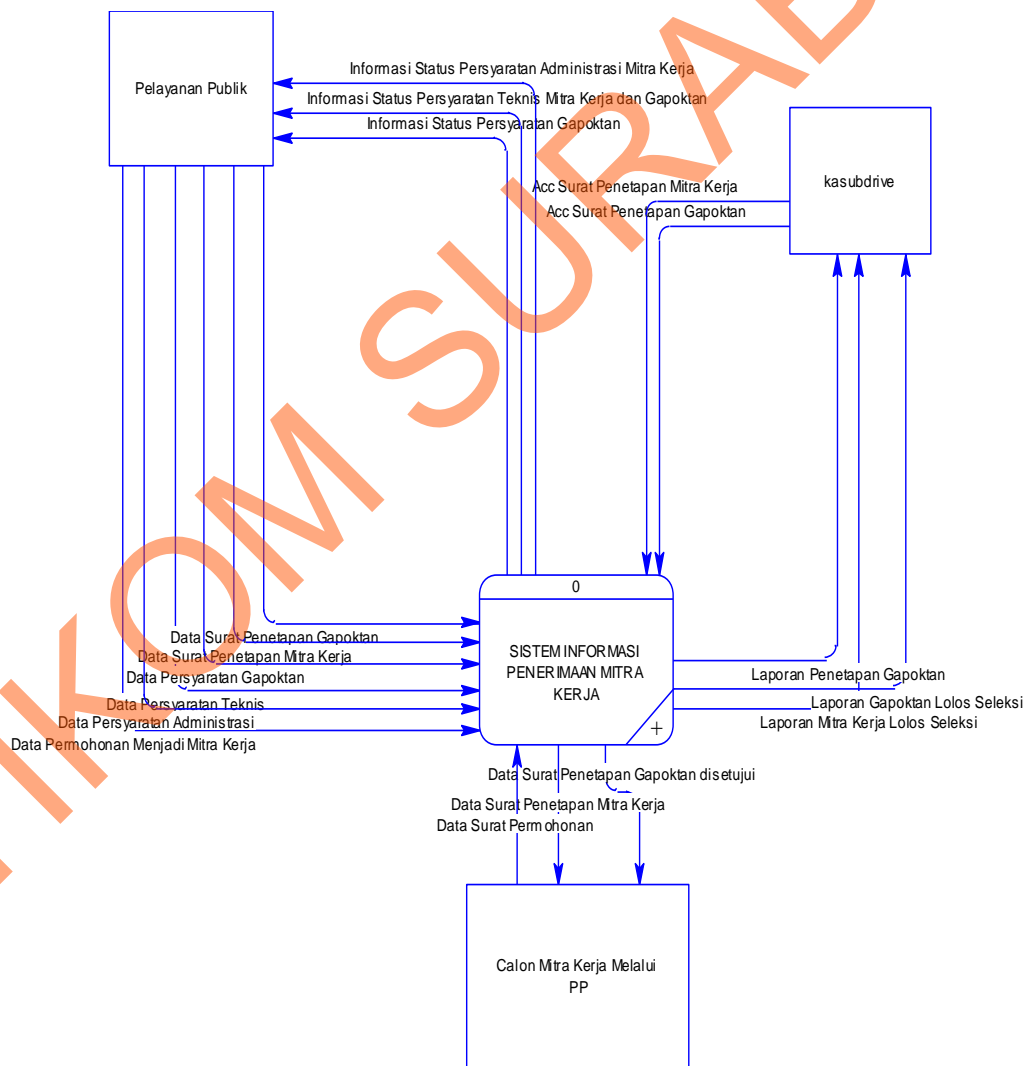 Pelayanan Publik
Informasi Status Persyaratan Administrasi Mitra Kerja
Informasi Status Persyaratan Teknis Mitra Kerja dan Gapoktan
Informasi Status Persyaratan Gapoktan
kasubdrive
Acc Surat Penetapan Mitra Kerja
Acc Surat Penetapan Gapoktan
0
SISTEM INFORMASI
PENERIMAAN MITRA
KERJA
+
Data Surat Penetapan Gapoktan
Data Surat Penetapan Mitra Kerja
Data Persyaratan Gapoktan
Data Persyaratan Teknis
Data Persyaratan Administrasi
Data Permohonan Menjadi Mitra Kerja
Laporan Penetapan Gapoktan
Laporan Gapoktan Lolos Seleksi
Laporan Mitra Kerja Lolos Seleksi
Data Surat Penetapan Gapoktan disetujui
Data Surat Penetapan Mitra Kerja
Data Surat Permohonan
Calon Mitra Kerja Melalui
PP
IKOM SURAB